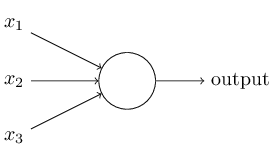 x₁
x₂ output
x₃